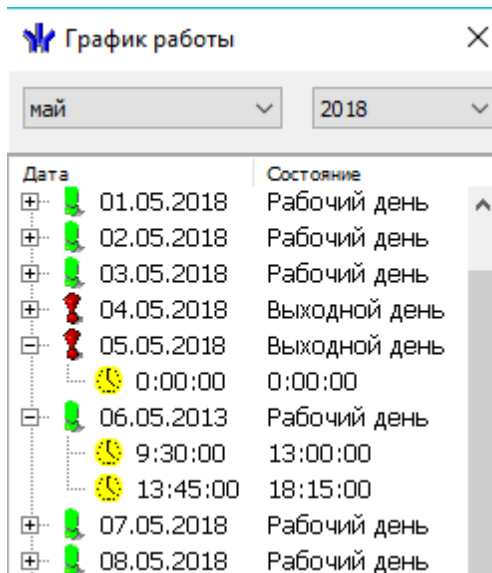 График работы
май 2018
Дата Состояние
01.05.2018 Рабочий день
02.05.2018 Рабочий день
03.05.2018 Рабочий день
04.05.2018 Выходной день
05.05.2018 Выходной день
0:00:00 0:00:00
06.05.2013 Рабочий день
9:30:00 13:00:00
13:45:00 18:15:00
07.05.2018 Рабочий день
08.05.2018 Рабочий день